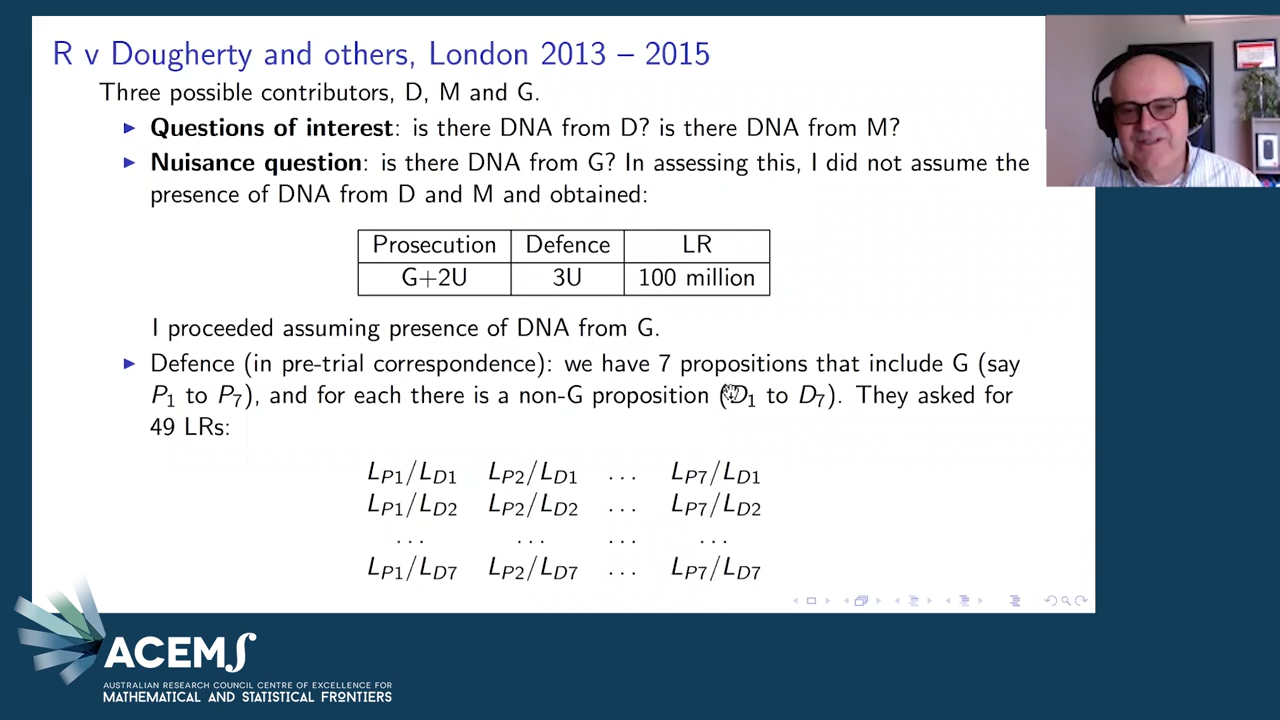 R v Dougherty and others, London 2013 – 2015
Three possible contributors, D, M and G.
Questions of interest: is there DNA from D? is there DNA from M?
Nuisance question: is there DNA from G? In assessing this, I did not assume the
presence of DNA from D and M and obtained:
Prosecution Defence LR
G+2U 3U 100 million
I proceeded assuming presence of DNA from G.
Defence (in pre-trial correspondence): we have 7 propositions that include G (say
P1 to P7), and for each there is a non-G proposition (D1 to D7). They asked for
49 LRs:
LP1/LD1 LP2/LD1 ... LP7/LD1
LP1/LD2 LP2/LD2 ... LP7/LD2
... ... ... ...
LP1/LD7 LP2/LD7 ... LP7/LD7
ACEMS
AUSTRALIAN RESEARCH COUNCIL CENTRE OF EXCELLENCE FOR
MATHEMATICAL AND STATISTICAL FRONTIERS